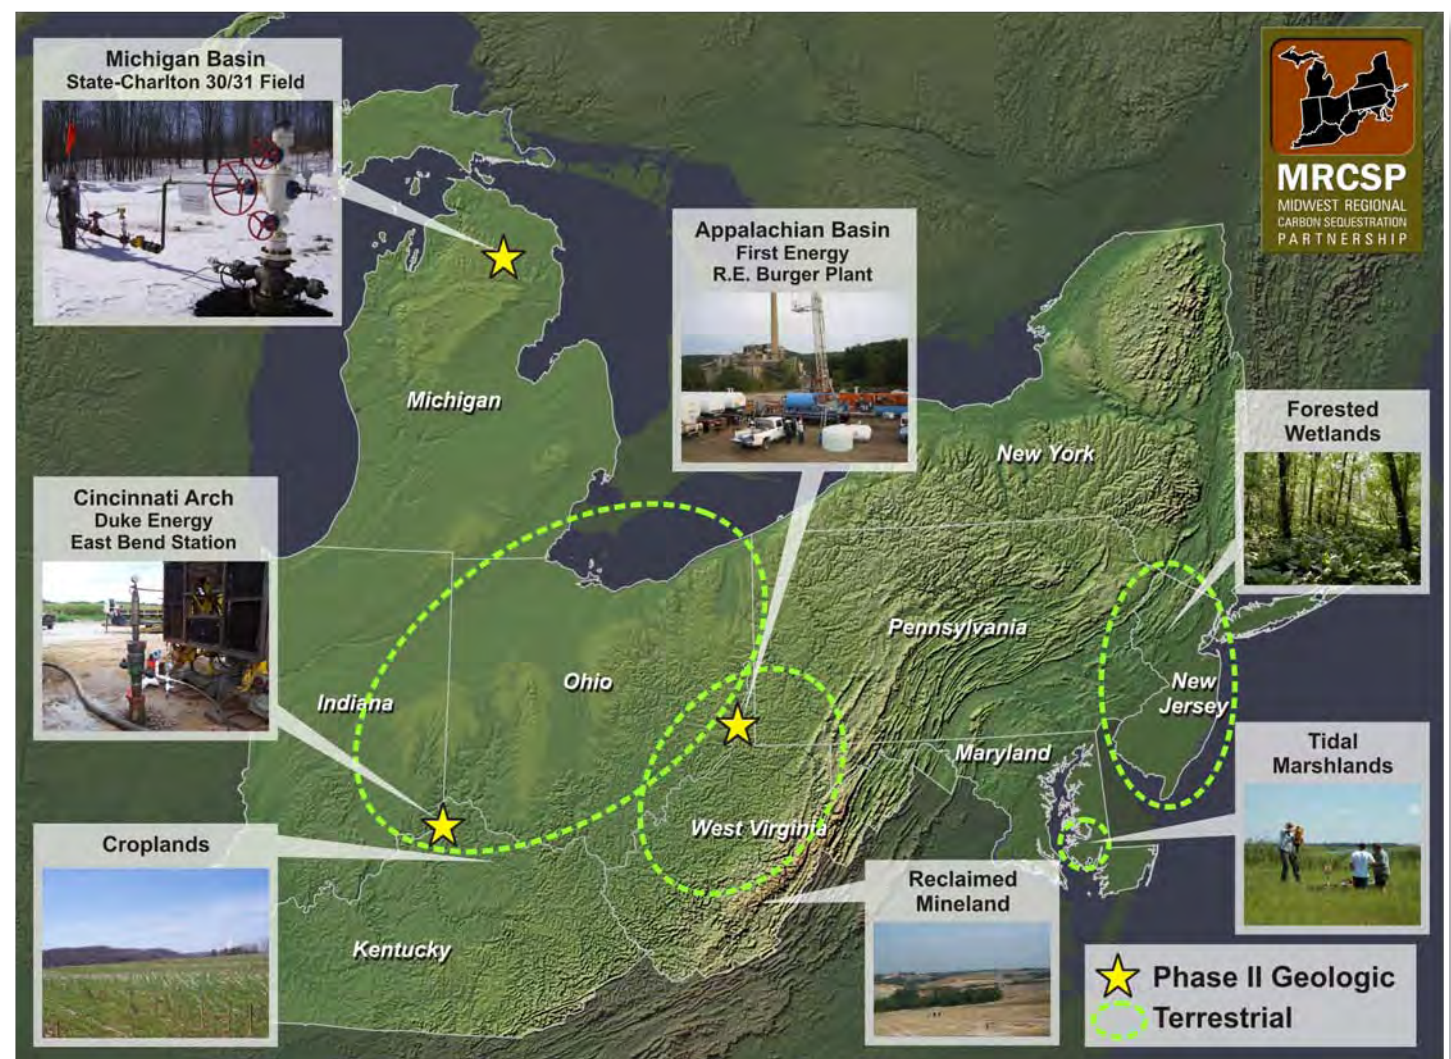 Michigan Basin
State-Charlton 30/31 Field
MRCSP
MIDWEST REGIONAL
CARBON SEQUESTRATION
PARTNERSHIP
Appalachian Basin
First Energy
R.E. Burger Plant
Michigan
New York
Forested
Wetlands
Cincinnati Arch
Duke Energy
East Bend Station
Pennsylvania
Ohio
Indiana
New
Jersey
Maryland
Tidal
Marshlands
West Virginia
Croplands
Reclaimed
Mineland
Kentucky
Phase II Geologic
Terrestrial